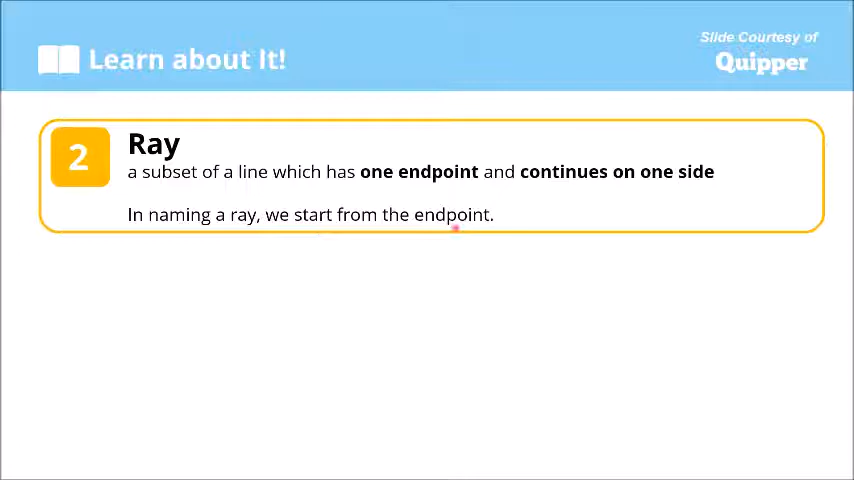 Learn about It!
Slide Courtesy of
Quipper
2
Ray
a subset of a line which has one endpoint and continues on one side
In naming a ray, we start from the endpoint.